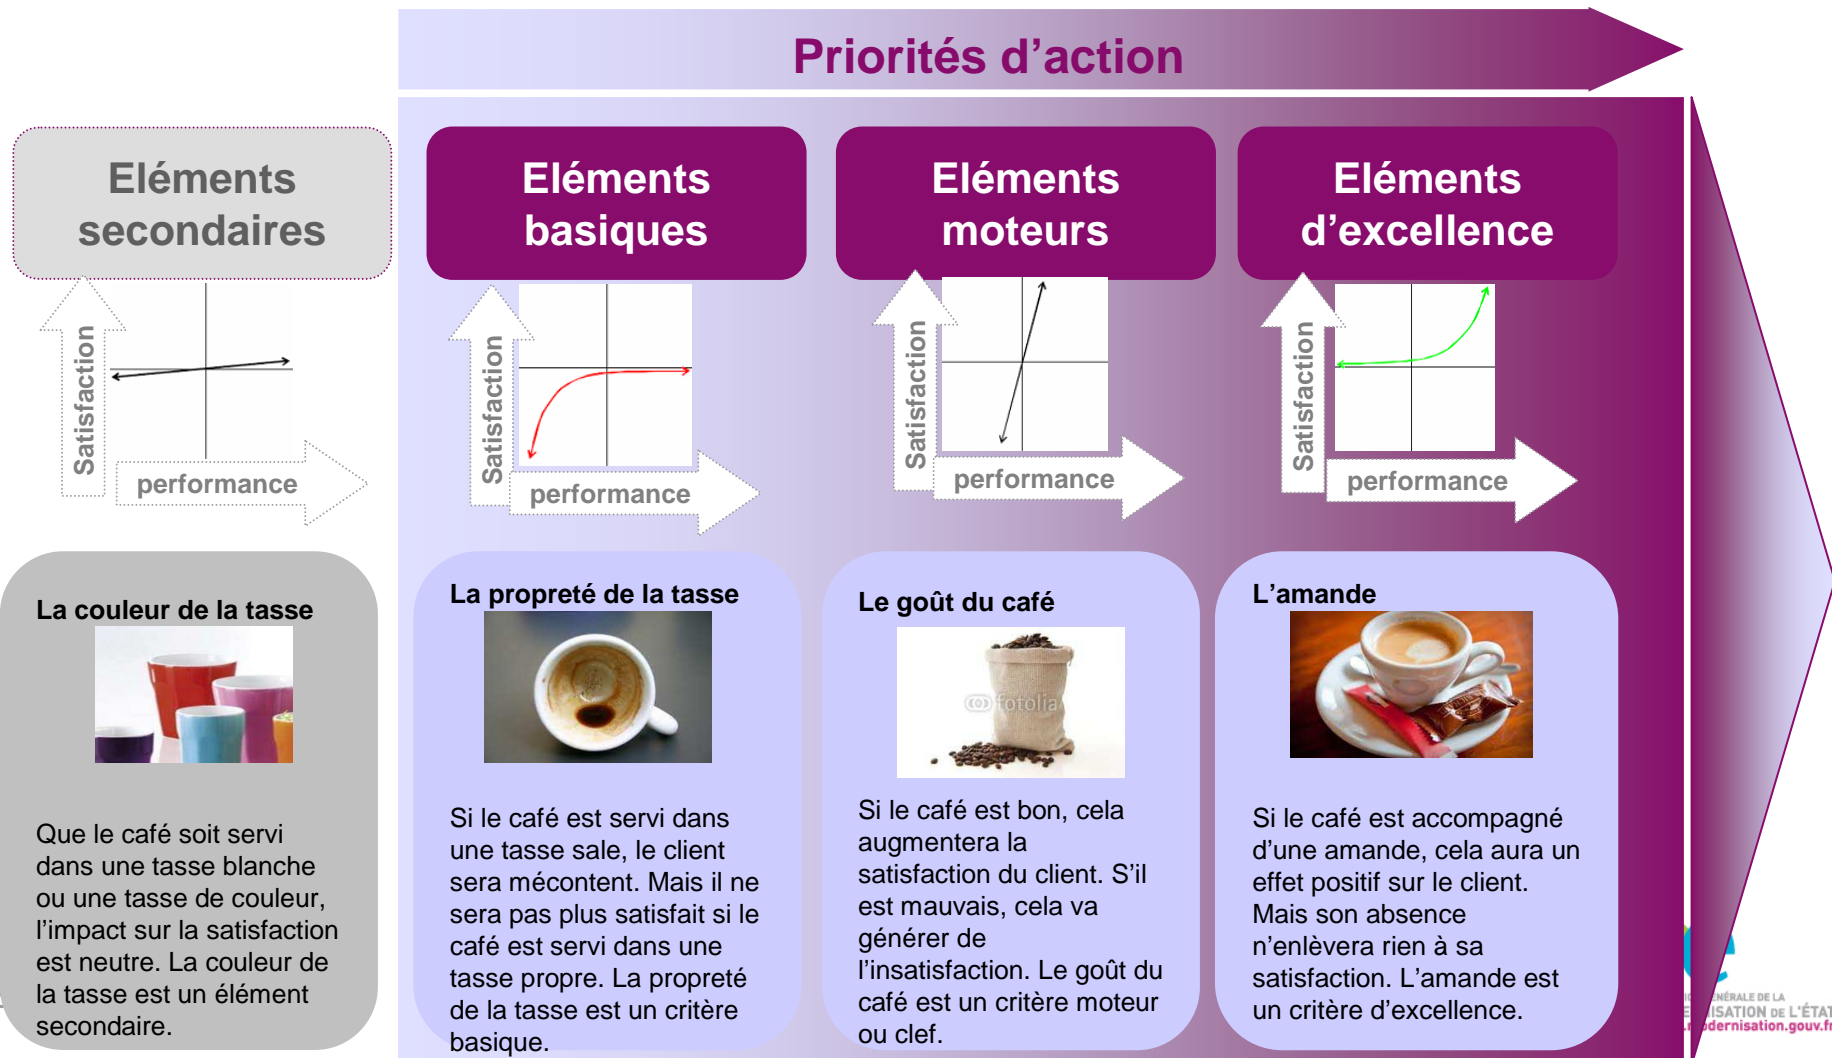 Priorités d’action
Eléments
secondaires
Satisfaction
performance
La couleur de la tasse
Que le café soit servi
dans une tasse blanche
ou une tasse de couleur,
l’impact sur la satisfaction
est neutre. La couleur de
la tasse est un élément
secondaire.
Eléments
basiques
Satisfaction
performance
La propreté de la tasse
Si le café est servi dans
une tasse sale, le client
sera mécontent. Mais il ne
sera pas plus satisfait si le
café est servi dans une
tasse propre. La propreté
de la tasse est un critère
basique.
Eléments
moteurs
Satisfaction
performance
Le goût du café
fotolia
Si le café est bon, cela
augmentera la
satisfaction du client. S’il
est mauvais, cela va
générer de
l’insatisfaction. Le goût du
café est un critère moteur
ou clef.
Eléments
d’excellence
Satisfaction
performance
L’amande
Si le café est accompagné
d’une amande, cela aura un
effet positif sur le client.
Mais son absence
n’enlèvera rien à sa
satisfaction. L’amande est
un critère d’excellence.
DE LA
DE L'ÉTAT